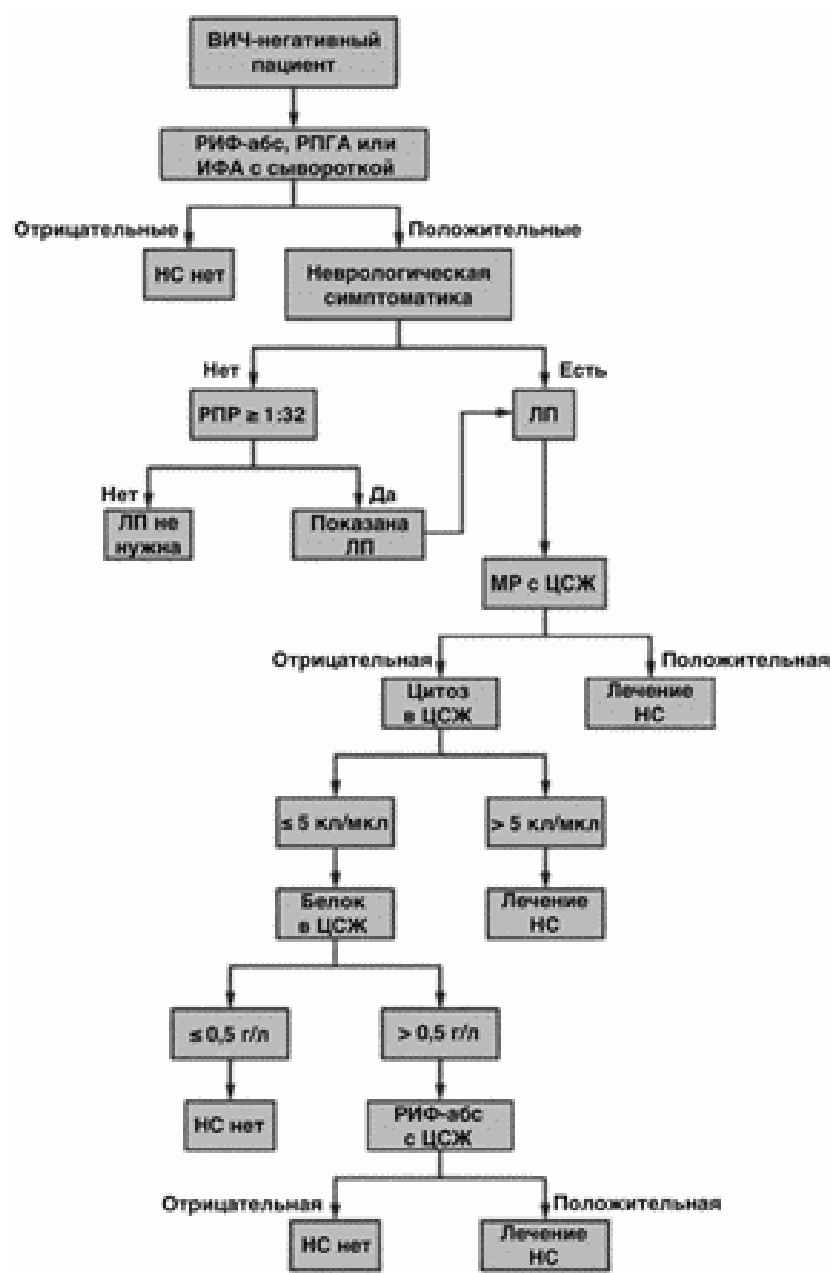 ВИЧ-негативный
пациент
РИФ-абс, РПГА или
ИФА с сывороткой
Отрицательные
Положительные
НС нет
Неврологическая
симптоматика
Нет
Есть
РПР ≥ 1:32
ЛП
Нет
Да
ЛП не
нужна
Показана
ЛП
МР с ЦСЖ
Отрицательная
Положительная
Цитоз
в ЦСЖ
Лечение
НС
≤ 5 кл/мкл
> 5 кл/мкл
Белок
в ЦСЖ
Лечение
НС
≤ 0,5 г/л
> 0,5 г/л
НС нет
РИФ-абс
с ЦСЖ
Отрицательная
Положительная
НС нет
Лечение
НС